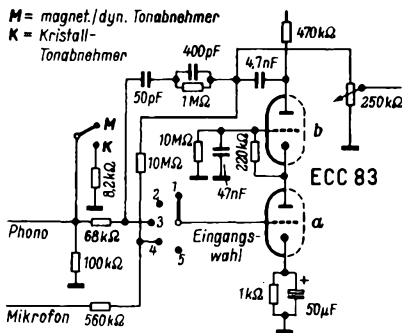 M = magnet./dyn. Tonabnehmer
K = Kristall-
Tonabnehmer
400pF
50pF
1MΩ
4,7nF
470kΩ
250kΩ
M
K
8,2kΩ
10MΩ
10MΩ
47nF
220kΩ
b
ECC 83
a
Phono
68kΩ
100kΩ
1
2
3
4
5
Eingangs-
wahl
1kΩ
+
50µF
Mikrofon
560kΩ